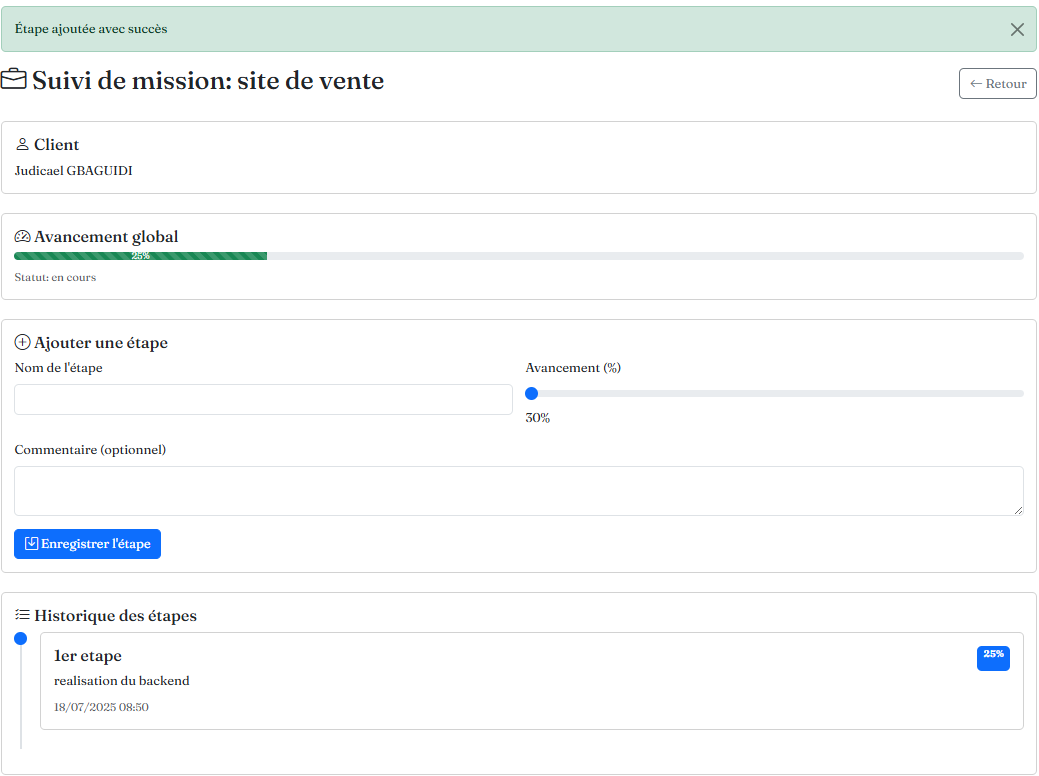 Étape ajoutée avec succès
Suivi de mission: site de vente
← Retour
Client
Judicael GBAGUIDI
Avancement global
25%
Statut: en cours
Ajouter une étape
Nom de l'étape
Avancement (%)
30%
Commentaire (optionnel)
Enregistrer l'étape
Historique des étapes
1er etape
25%
realisation du backend
18/07/2025 08:50